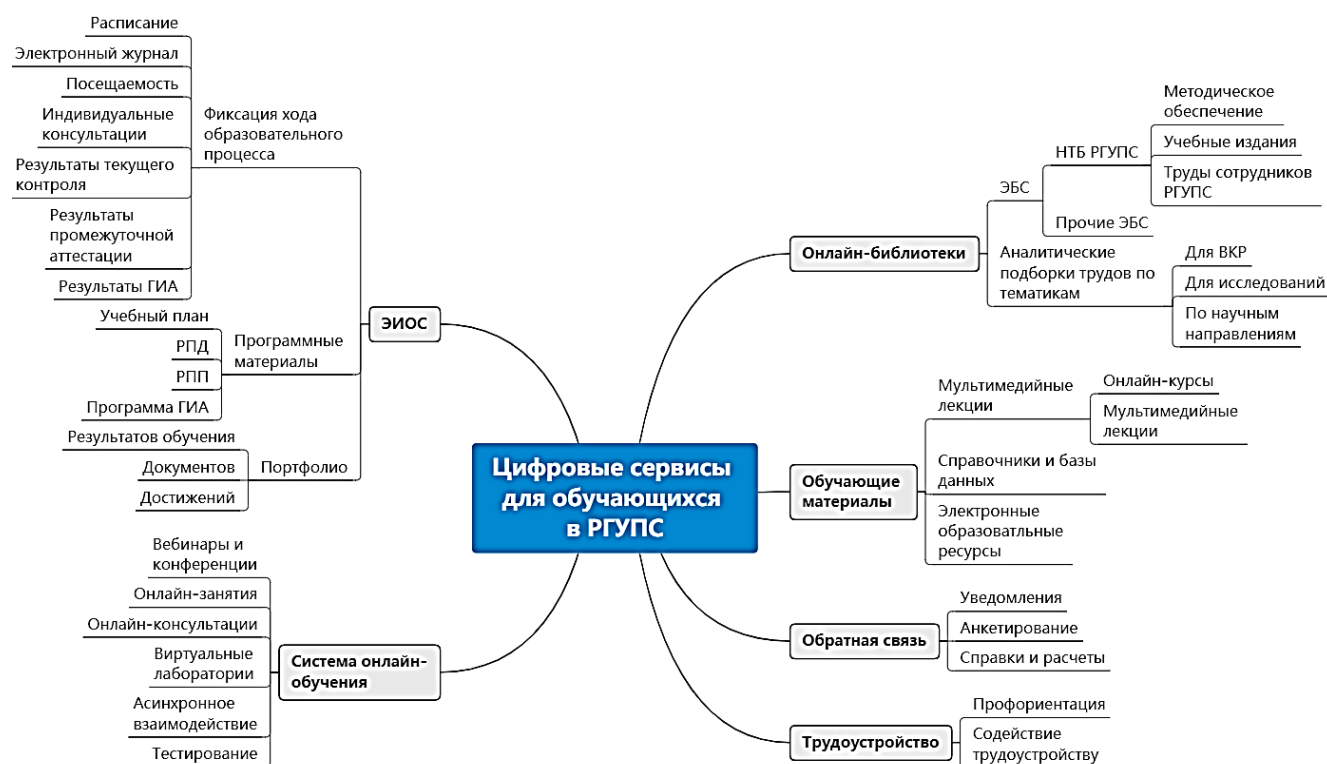 Расписание
Электронный журнал
Посещаемость
Индивидуальные
консультации
Результаты текущего
контроля
Результаты
промежуточной
аттестации
Результаты ГИА
Фиксация хода
образовательного
процесса
Учебный план
РПД
РПП
Программа ГИА
Программные
материалы
Результатов обучения
Документов
Достижений
Портфолио
ЭИОС
Вебинары и
конференции
Онлайн-занятия
Онлайн-консультации
Виртуальные
лаборатории
Асинхронное
взаимодействие
Тестирование
Система онлайн-
обучения
Цифровые сервисы
для обучающихся
в РГУПС
Онлайн-библиотеки
ЭБС
НТБ РГУПС
Методическое
обеспечение
Учебные издания
Труды сотрудников
РГУПС
Прочие ЭБС
Аналитические
подборки трудов по
тематикам
Для ВКР
Для исследований
По научным
направлениям
Обучающие
материалы
Мультимедийные
лекции
Онлайн-курсы
Мультимедийные
лекции
Справочники и базы
данных
Электронные
образоватльные
ресурсы
Обратная связь
Уведомления
Анкетирование
Справки и расчеты
Трудоустройство
Профориентация
Содействие
трудоустройству